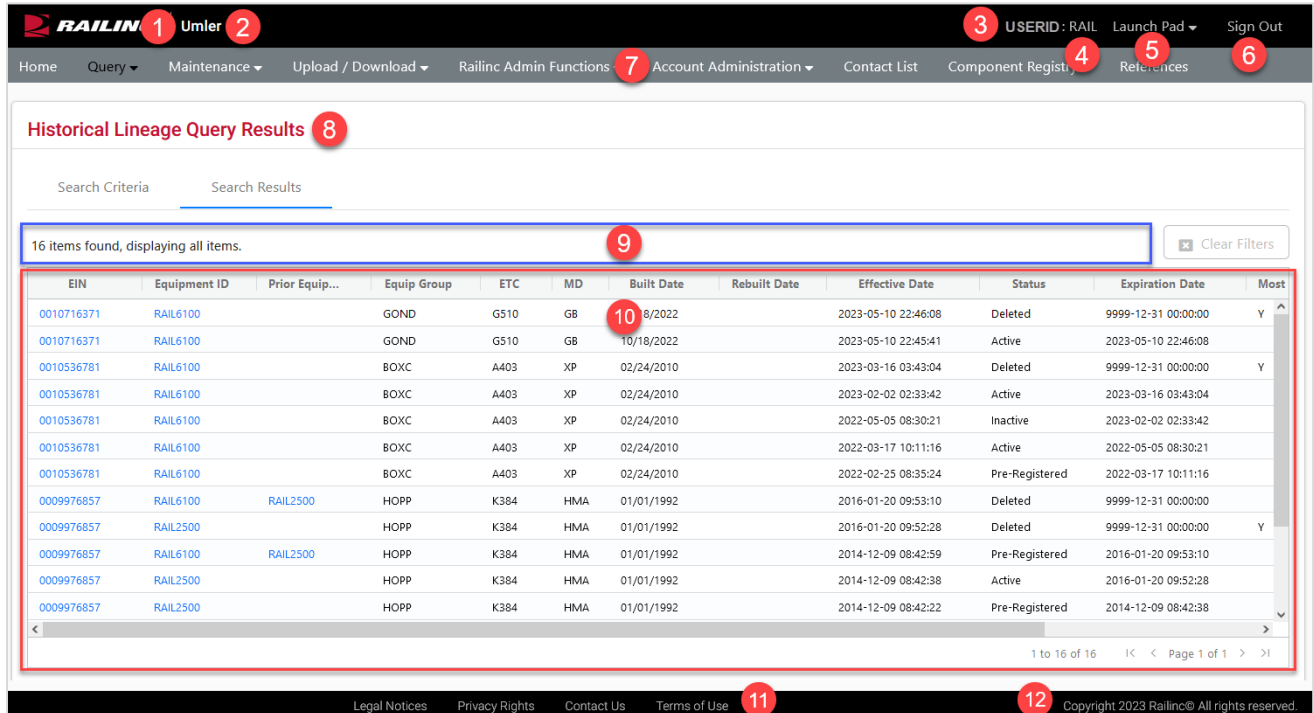 RAILIN 1 Umler 2 3 USERID: RAIL Launch Pad Sign Out
4 5 6
Home Query Maintenance Upload / Download Railinc Admin Functions 7 Account Administration Contact List Component Registry References
Historical Lineage Query Results 8
Search Criteria Search Results
16 items found, displaying all items. 9 Clear Filters
EIN Equipment ID Prior Equip... Equip Group ETC MD Built Date Rebuilt Date Effective Date Status Expiration Date Most
0010716371 RAIL6100 GOND G510 GB 10 8/2022 2023-05-10 22:46:08 Deleted 9999-12-31 00:00:00 Y
0010716371 RAIL6100 GOND G510 GB 10/18/2022 2023-05-10 22:45:41 Active 2023-05-10 22:46:08
0010536781 RAIL6100 BOXC A403 XP 02/24/2010 2023-03-16 03:43:04 Deleted 9999-12-31 00:00:00 Y
0010536781 RAIL6100 BOXC A403 XP 02/24/2010 2023-02-02 02:33:42 Active 2023-03-16 03:43:04
0010536781 RAIL6100 BOXC A403 XP 02/24/2010 2022-05-05 08:30:21 Inactive 2023-02-02 02:33:42
0010536781 RAIL6100 BOXC A403 XP 02/24/2010 2022-03-17 10:11:16 Active 2022-05-05 08:30:21
0010536781 RAIL6100 BOXC A403 XP 02/24/2010 2022-02-25 08:35:24 Pre-Registered 2022-03-17 10:11:16
0009976857 RAIL6100 RAIL2500 HOPP K384 HMA 01/01/1992 2016-01-20 09:53:10 Deleted 9999-12-31 00:00:00
0009976857 RAIL2500 HOPP K384 HMA 01/01/1992 2016-01-20 09:52:28 Deleted 9999-12-31 00:00:00 Y
0009976857 RAIL6100 RAIL2500 HOPP K384 HMA 01/01/1992 2014-12-09 08:42:59 Pre-Registered 2016-01-20 09:53:10
0009976857 RAIL2500 HOPP K384 HMA 01/01/1992 2014-12-09 08:42:38 Active 2016-01-20 09:52:28
0009976857 RAIL2500 HOPP K384 HMA 01/01/1992 2014-12-09 08:42:22 Pre-Registered 2014-12-09 08:42:38
1 to 16 of 16 Page 1 of 1
Legal Notices Privacy Rights Contact Us Terms of Use 11 12 Copyright 2023 Railinc© All rights reserved.